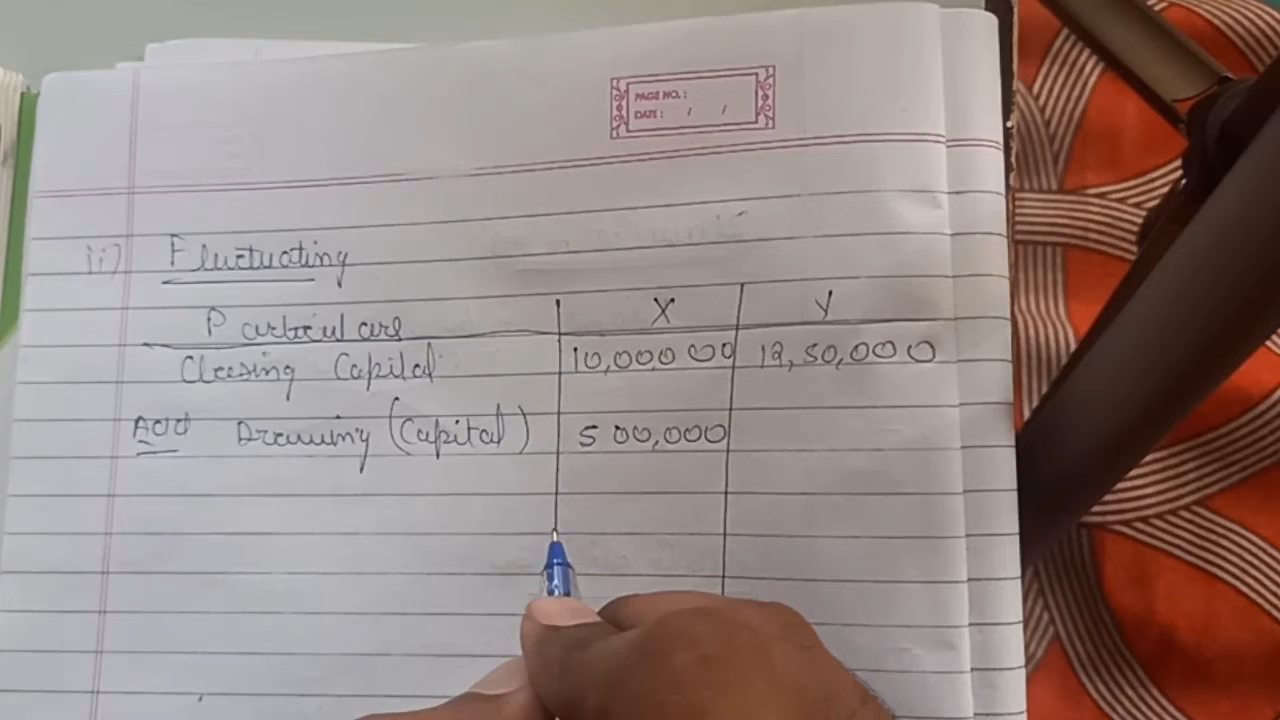 PAGE NO. :
DATE : / /
ii) Fluctuating
Particulars X Y
Closing Capital 10,000 00 12,50,000
Add Drawing (Capital) 5 00,000